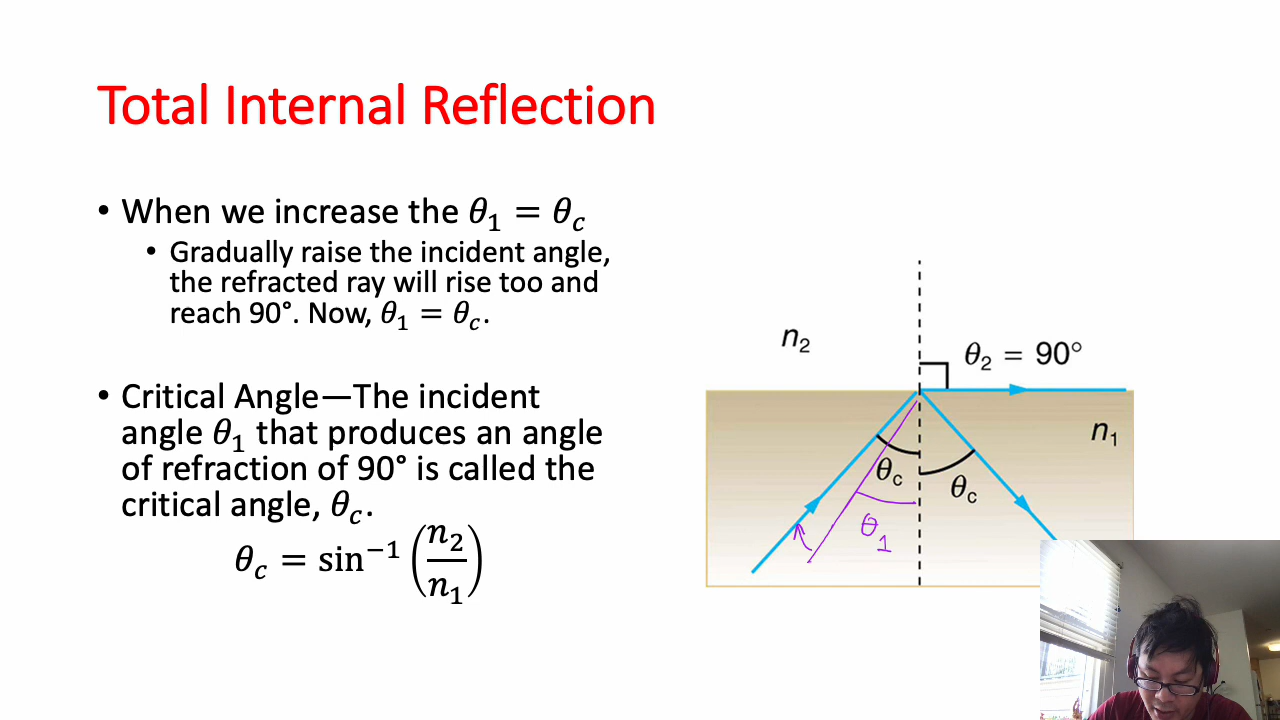 Total Internal Reflection
• When we increase the θ₁ = θ_c
• Gradually raise the incident angle,
the refracted ray will rise too and
reach 90°. Now, θ₁ = θ_c.
• Critical Angle—The incident
angle θ₁ that produces an angle
of refraction of 90° is called the
critical angle, θ_c.
θ_c = sin⁻¹ (n₂/n₁)
n₂
θ₂ = 90°
n₁
θc
θc
θ₁